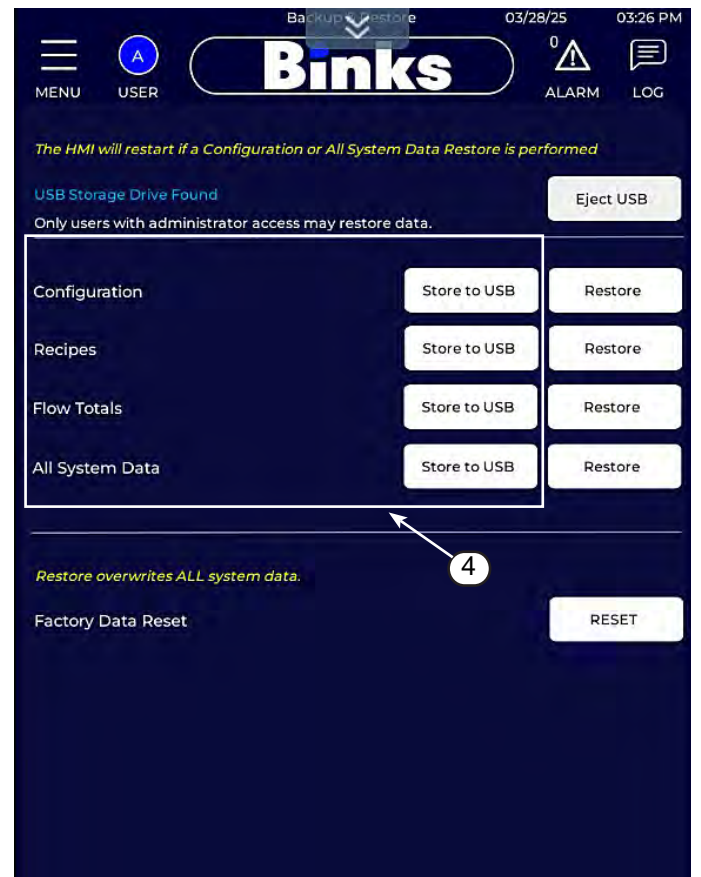 Backup & Restore 03/28/25 03:26 PM
A
Binks
0
MENU USER ALARM LOG
The HMI will restart if a Configuration or All System Data Restore is performed
USB Storage Drive Found
Eject USB
Only users with administrator access may restore data.
Configuration Store to USB Restore
Recipes Store to USB Restore
Flow Totals Store to USB Restore
All System Data Store to USB Restore
4
Restore overwrites ALL system data.
Factory Data Reset RESET